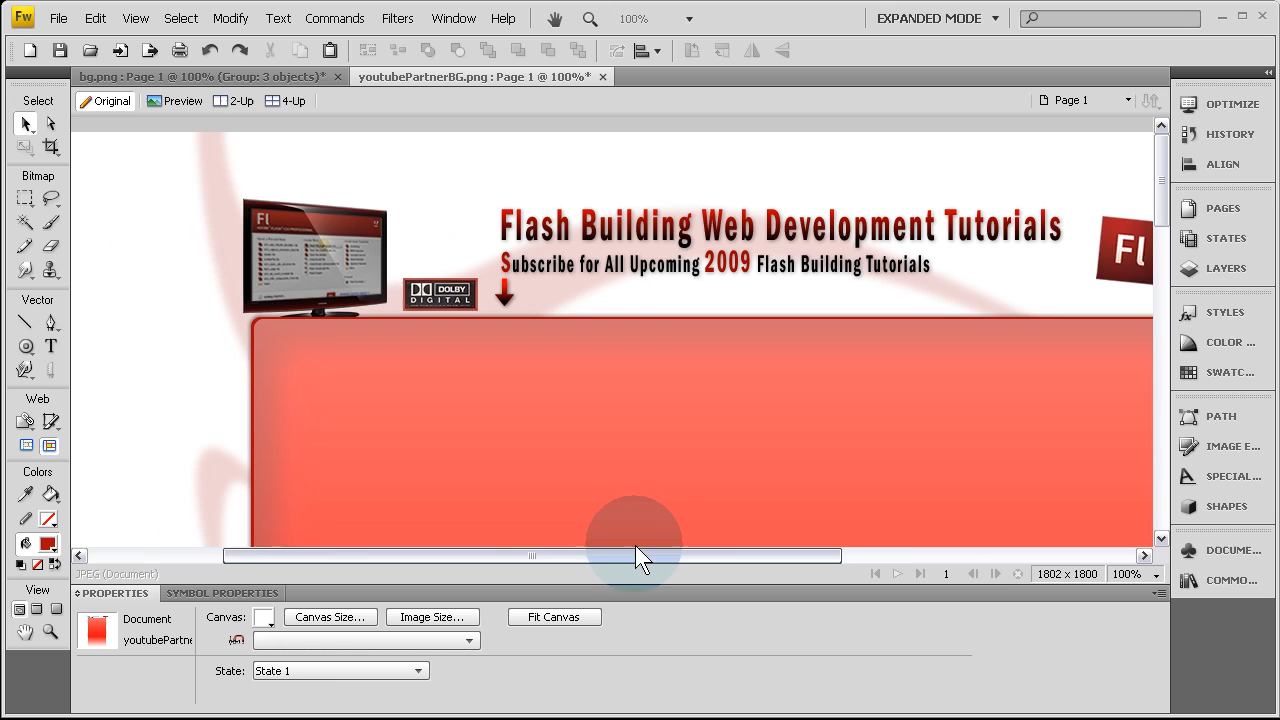 Fw File Edit View Select Modify Text Commands Filters Window Help 100% EXPANDED MODE
bg.png : Page 1 @ 100% (Group: 3 objects)* youtubePartnerBG.png : Page 1 @ 100%*
Original Preview 2-Up 4-Up Page 1
Select
Bitmap
Vector
Web
Colors
View
Fl
Flash Building Web Development Tutorials
Subscribe for All Upcoming 2009 Flash Building Tutorials
DOLBY
DIGITAL
Fl
OPTIMIZE
HISTORY
ALIGN
PAGES
STATES
LAYERS
STYLES
COLOR ...
SWATC...
PATH
IMAGE E...
SPECIAL...
SHAPES
DOCUME...
COMMO...
JPEG (Document) 1 1802 x 1800 100%
PROPERTIES SYMBOL PROPERTIES
Document Canvas: Canvas Size... Image Size... Fit Canvas
youtubePartne
State: State 1